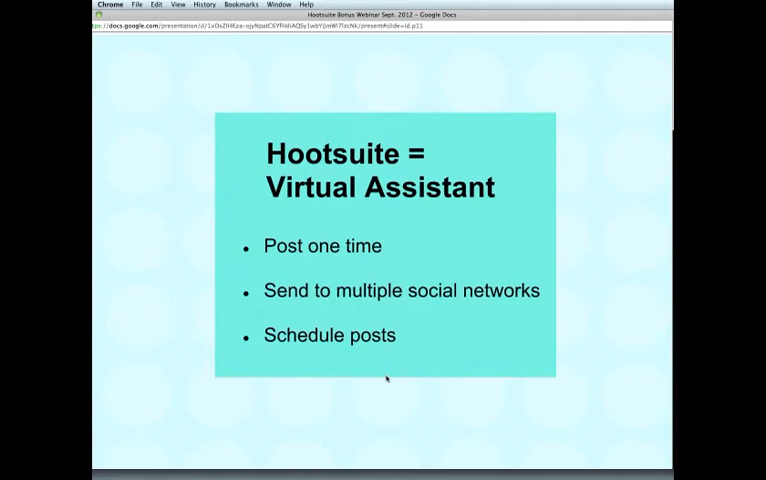 Chrome File Edit View History Bookmarks Window Help
Hootsuite Bonus Webinar Sept. 2012 – Google Docs
Hootsuite =
Virtual Assistant
• Post one time
• Send to multiple social networks
• Schedule posts